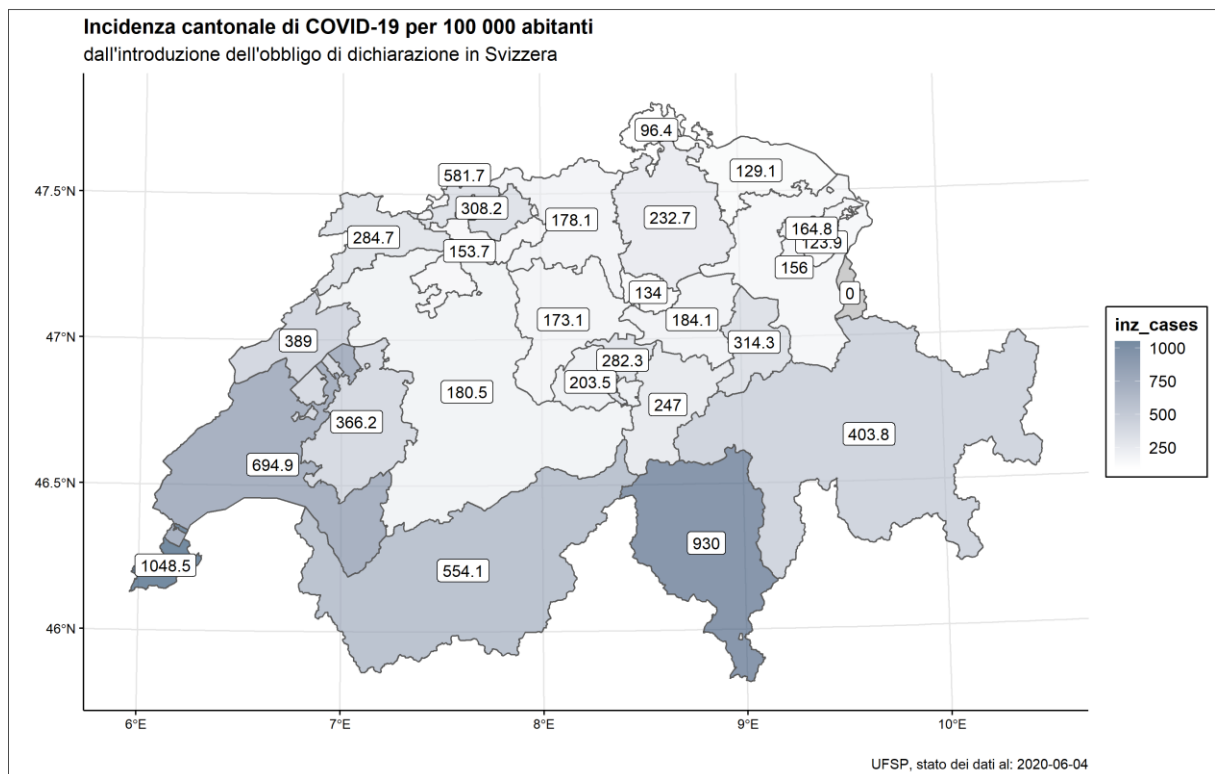 Incidenza cantonale di COVID-19 per 100 000 abitanti
dall'introduzione dell'obbligo di dichiarazione in Svizzera
96.4
129.1
581.7
308.2
178.1
232.7
164.8
123.9
284.7
153.7
156
134
0
173.1
184.1
389
314.3
282.3
203.5
180.5
247
366.2
403.8
694.9
930
1048.5
554.1
47.5°N
47°N
46.5°N
46°N
6°E
7°E
8°E
9°E
10°E
inz_cases
1000
750
500
250
UFSP, stato dei dati al: 2020-06-04